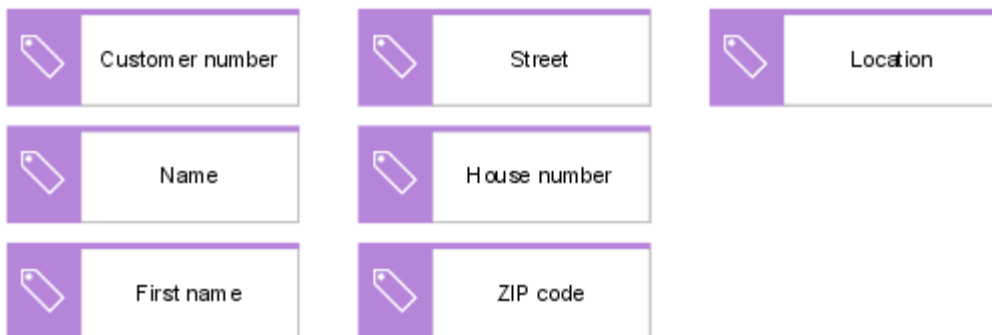 Customer number
Street
Location
Name
House number
First name
ZIP code